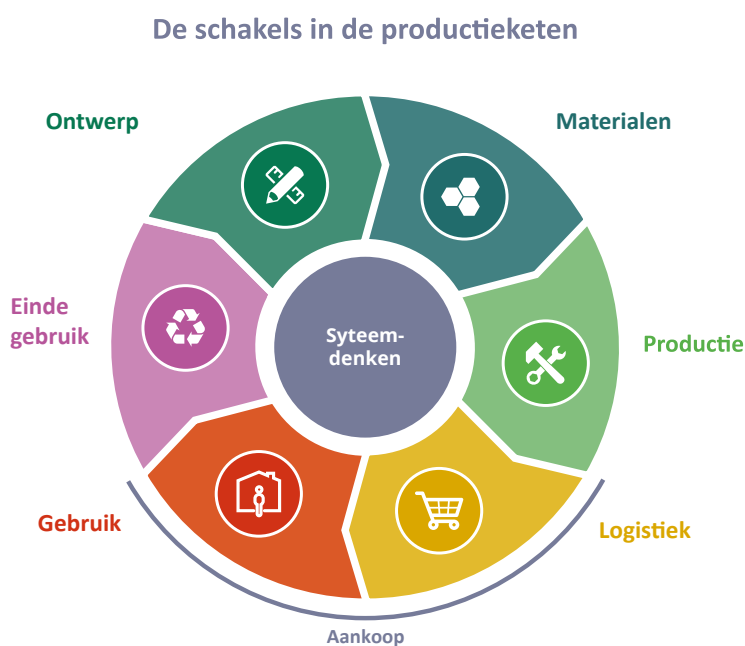 De schakels in de productieketen
Ontwerp
Materialen
Einde
gebruik
Syteem-
denken
Productie
Gebruik
Logistiek
Aankoop